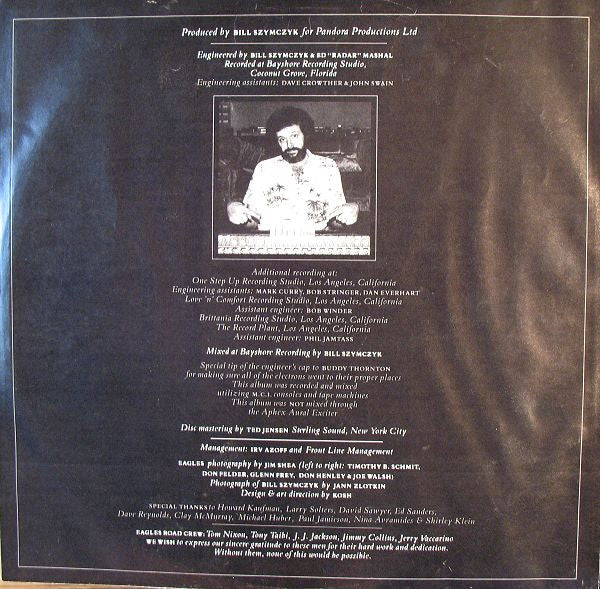 Produced by BILL SZYMCZYK for Pandora Productions Ltd
Engineered by BILL SZYMCZYK & ED "RADAR" MASHAL
Recorded at Bayshore Recording Studio,
Coconut Grove, Florida
Engineering assistants: DAVE CROWTHER & JOHN SWAIN
Additional recording at:
One Step Up Recording Studio, Los Angeles, California
Engineering assistants: MARK CURRY, BOB STRINGER, DAN EVERHART
Love 'n' Comfort Recording Studio, Los Angeles, California
Assistant engineer: BOB WINDER
Brittania Recording Studio, Los Angeles, California
The Record Plant, Los Angeles, California
Assistant engineer: PHIL JAMTASS
Mixed at Bayshore Recording by BILL SZYMCZYK
Special tip of the engineer's cap to BUDDY THORNTON
for making sure all of the electrons went to their proper places
This album was recorded and mixed
utilizing M.C.I. consoles and tape machines
This album was NOT mixed through
the Aphex Aural Exciter
Disc mastering by TED JENSEN Sterling Sound, New York City
Management: IRV AZOFF and Front Line Management
EAGLES photography by JIM SHEA (left to right: TIMOTHY B. SCHMIT,
DON FELDER, GLENN FREY, DON HENLEY & JOE WALSH)
Photograph of BILL SZYMCZYK by JANN ZLOTKIN
Design & art direction by KOSH
SPECIAL THANKS to Howard Kaufman, Larry Solters, David Sawyer, Ed Sanders,
Dave Reynolds, Clay McMurray, Michael Huber, Paul Jamieson, Nina Avramides & Shirley Klein
EAGLES ROAD CREW: Tom Nixon, Tony Taibi, J. J. Jackson, Jimmy Collins, Jerry Vaccarino
WE WISH to express our sincere gratitude to these men for their hard work and dedication.
Without them, none of this would be possible.